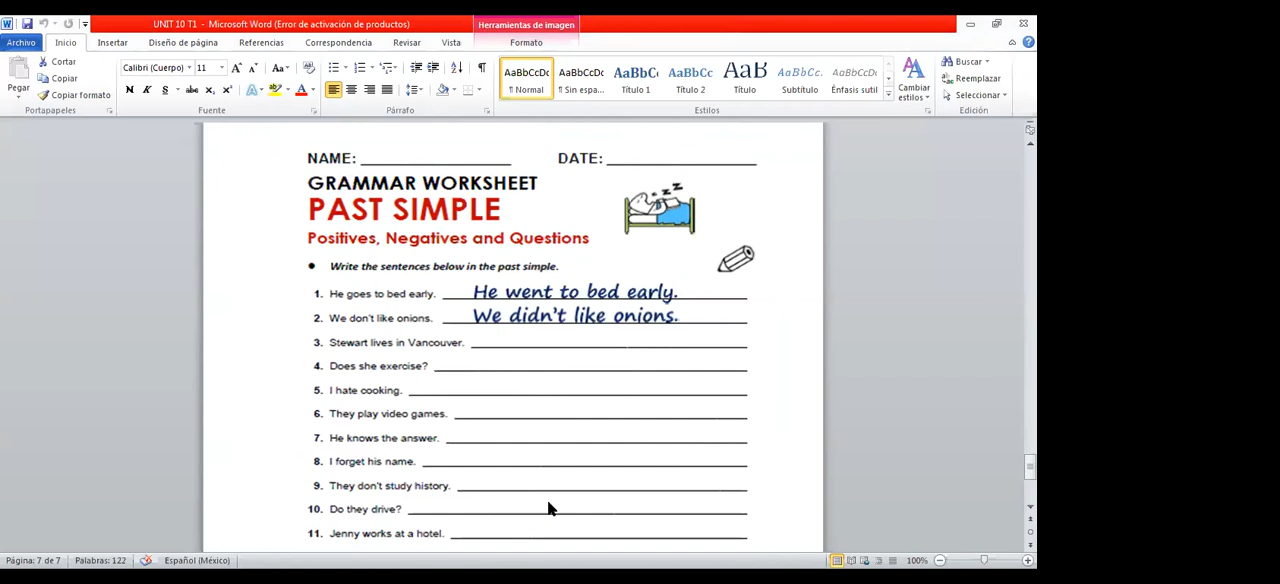 UNIT 10 T1 - Microsoft Word (Error de activación de productos)
Herramientas de imagen
Archivo Inicio Insertar Diseño de página Referencias Correspondencia Revisar Vista Formato
Pegar
Cortar
Copiar
Copiar formato
Portapapeles
Calibri (Cuerpo) 11
Fuente
Párrafo
AaBbCcDc AaBbCcDc AaBbC( AaBbCc AaB AaBbCc. AaBbCcDc
¶ Normal ¶ Sin espa... Título 1 Título 2 Título Subtítulo Énfasis sutil
Estilos
Cambiar estilos
Buscar
Reemplazar
Seleccionar
Edición
NAME: DATE:
GRAMMAR WORKSHEET
PAST SIMPLE
Positives, Negatives and Questions
Write the sentences below in the past simple.
1. He goes to bed early. He went to bed early.
2. We don't like onions. We didn't like onions.
3. Stewart lives in Vancouver.
4. Does she exercise?
5. I hate cooking.
6. They play video games.
7. He knows the answer.
8. I forget his name.
9. They don't study history.
10. Do they drive?
11. Jenny works at a hotel.
Página: 7 de 7 Palabras: 122 Español (México) 100%